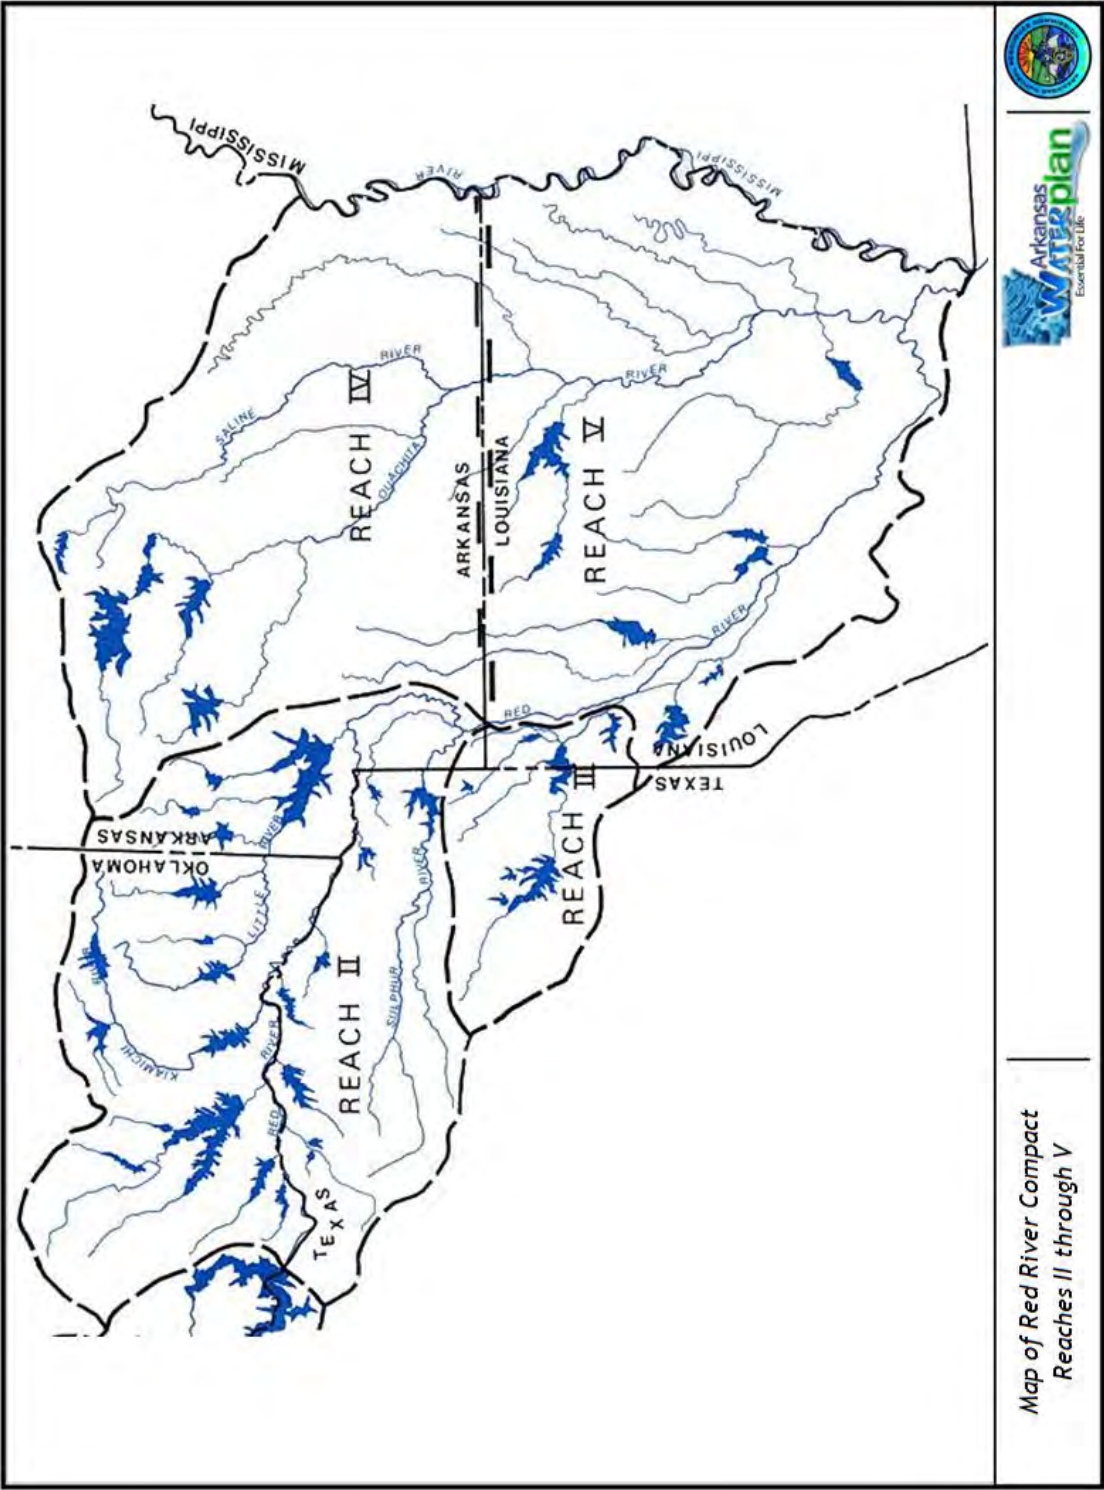 MISSISSIPPI
RIVER
MISSISSIPPI
SALINE
RIVER
REACH IV
OUACHITA
RIVER
ARKANSAS
LOUISIANA
REACH V
RIVER
RED
LOUISIANA
TEXAS
ARKANSAS
OKLAHOMA
RIVER
LITTLE
RIVER
KIAMICHI
RIVER
SULPHUR
REACH III
REACH II
RIVER
RED
TEXAS
Arkansas
WATERplan
Essential For Life
Map of Red River Compact
Reaches II through V